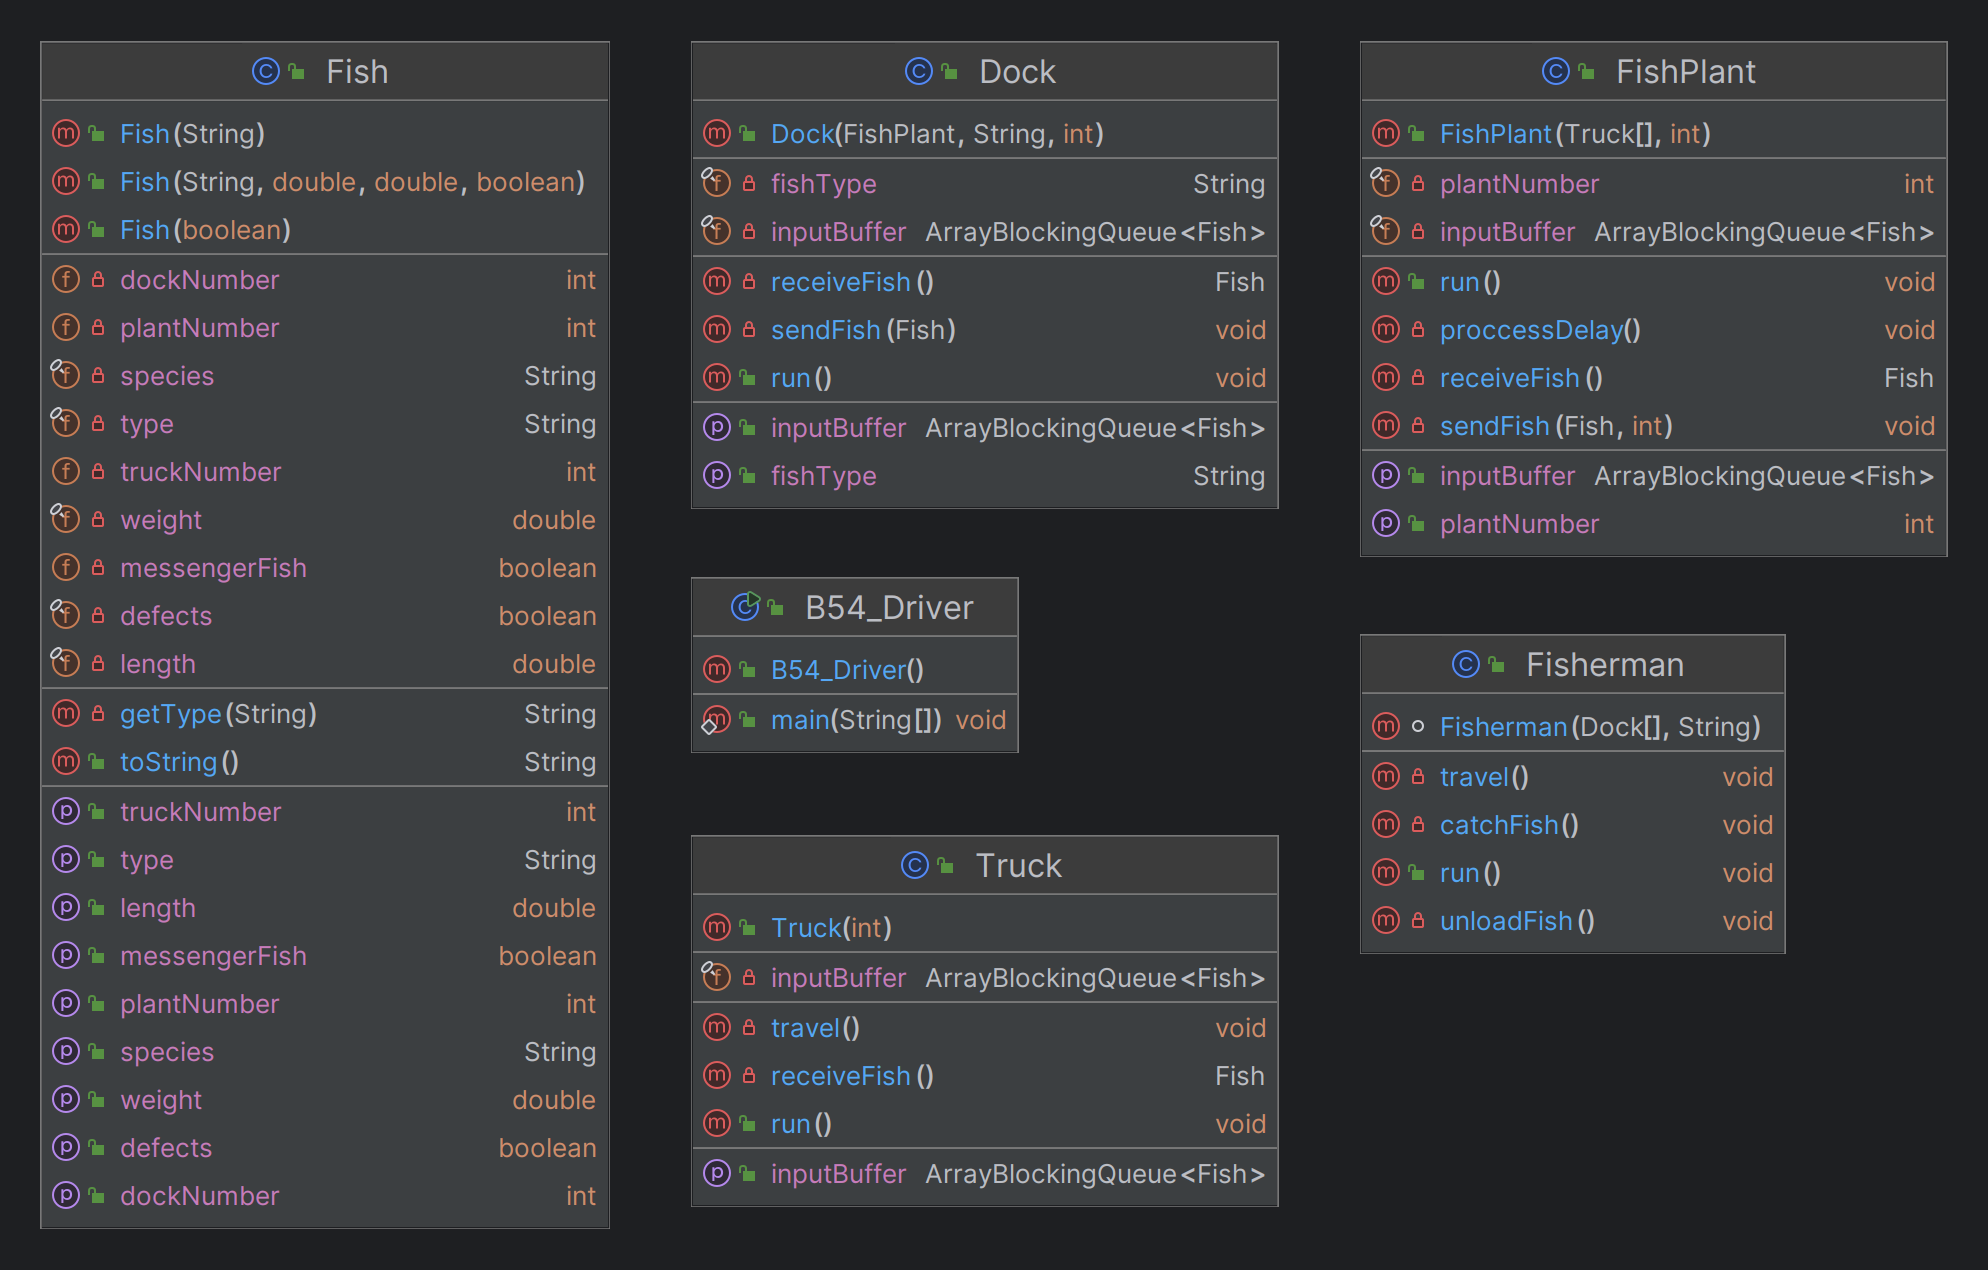 Fish
Fish(String)
Fish(String, double, double, boolean)
Fish(boolean)
dockNumber int
plantNumber int
species String
type String
truckNumber int
weight double
messengerFish boolean
defects boolean
length double
getType(String) String
toString() String
truckNumber int
type String
length double
messengerFish boolean
plantNumber int
species String
weight double
defects boolean
dockNumber int
Dock
Dock(FishPlant, String, int)
fishType String
inputBuffer ArrayBlockingQueue<Fish>
receiveFish() Fish
sendFish(Fish) void
run() void
inputBuffer ArrayBlockingQueue<Fish>
fishType String
B54_Driver
B54_Driver()
main(String[]) void
Truck
Truck(int)
inputBuffer ArrayBlockingQueue<Fish>
travel() void
receiveFish() Fish
run() void
inputBuffer ArrayBlockingQueue<Fish>
FishPlant
FishPlant(Truck[], int)
plantNumber int
inputBuffer ArrayBlockingQueue<Fish>
run() void
proccessDelay() void
receiveFish() Fish
sendFish(Fish, int) void
inputBuffer ArrayBlockingQueue<Fish>
plantNumber int
Fisherman
Fisherman(Dock[], String)
travel() void
catchFish() void
run() void
unloadFish() void